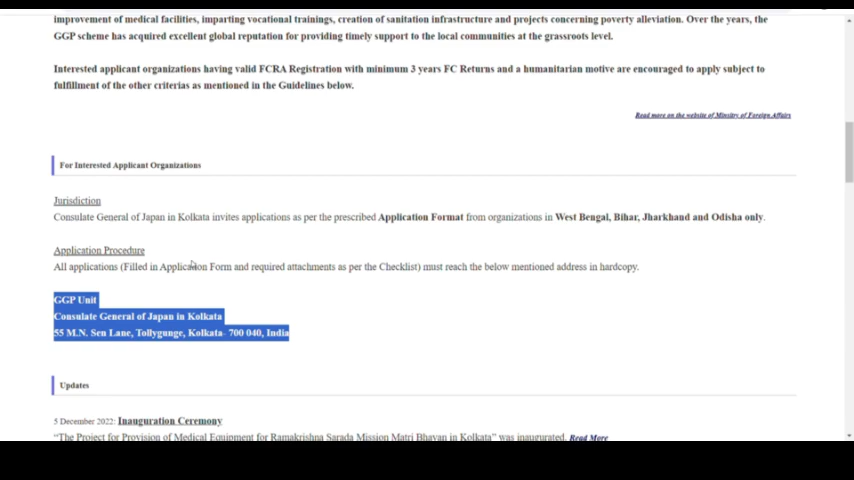 improvement of medical facilities, imparting vocational trainings, creation of sanitation infrastructure and projects concerning poverty alleviation. Over the years, the
GGP scheme has acquired excellent global reputation for providing timely support to the local communities at the grassroots level.
Interested applicant organizations having valid FCRA Registration with minimum 3 years FC Returns and a humanitarian motive are encouraged to apply subject to
fulfillment of the other criterias as mentioned in the Guidelines below.
Read more on the website of Ministry of Foreign Affairs
For Interested Applicant Organizations
Jurisdiction
Consulate General of Japan in Kolkata invites applications as per the prescribed Application Format from organizations in West Bengal, Bihar, Jharkhand and Odisha only.
Application Procedure
All applications (Filled in Application Form and required attachments as per the Checklist) must reach the below mentioned address in hardcopy.
GGP Unit
Consulate General of Japan in Kolkata
55 M.N. Sen Lane, Tollygunge, Kolkata- 700 040, India
Updates
5 December 2022: Inauguration Ceremony
“The Project for Provision of Medical Equipment for Ramakrishna Sarada Mission Matri Bhavan in Kolkata” was inaugurated. Read More